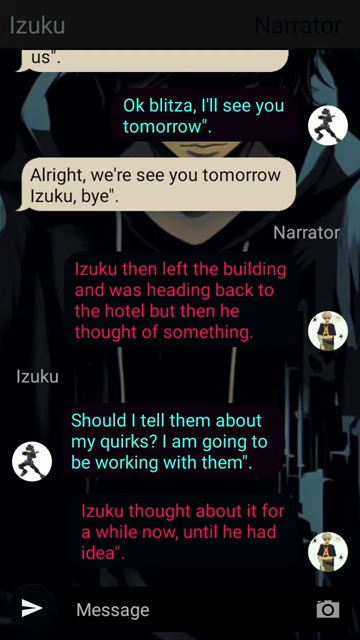 Izuku
Narrator
us".
Ok blitza, I'll see you
tomorrow".
Alright, we're see you tomorrow
Izuku, bye".
Narrator
Izuku then left the building
and was heading back to
the hotel but then he
thought of something.
Izuku
Should I tell them about
my quirks? I am going to
be working with them".
Izuku thought about it for
a while now, until he had
idea".
Message